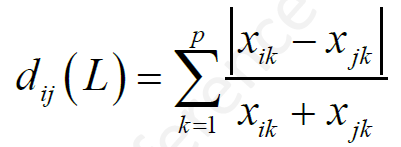 d_{ij}(L) = \sum_{k=1}^{p} \frac{|x_{ik} - x_{jk}|}{x_{ik} + x_{jk}}